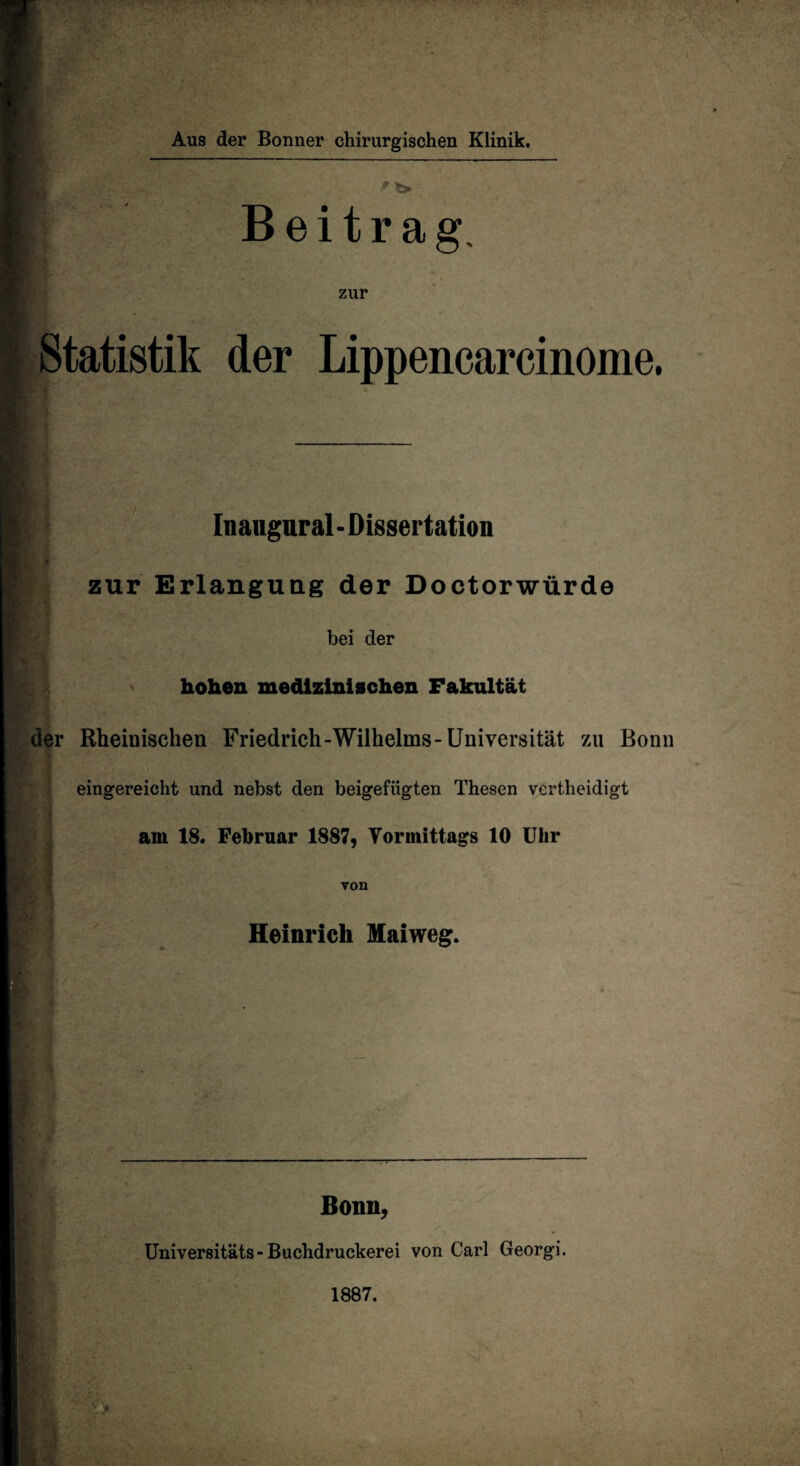 Aus der Bonner chirurgischen Klinik.
Beitrag
zur
Statistik der Lippencarcinome.
Inaugural-Dissertation
zur Erlangung der Doctorwürde
bei der
hohen medizinischen Fakultät
der Rheinischen Friedrich-Wilhelms-Universität zu Bonn
eingereicht und nebst den beigefügten Thesen vertheidigt
am 18. Februar 1887, Vormittags 10 Uhr
von
Heinrich Maiweg.
Bonn,
Universitäts-Buchdruckerei von Carl Georgi.
1887.